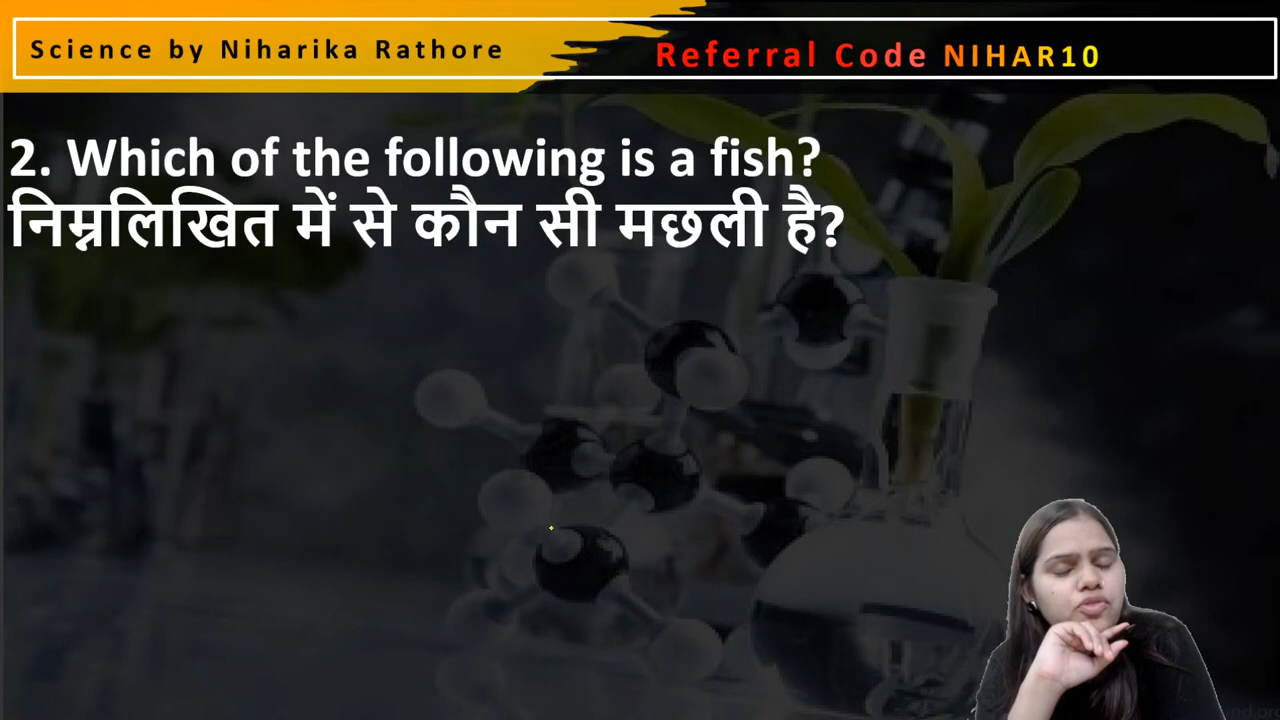 Science by Niharika Rathore
Referral Code NIHAR10
2. Which of the following is a fish?
निम्नलिखित में से कौन सी मछली है?